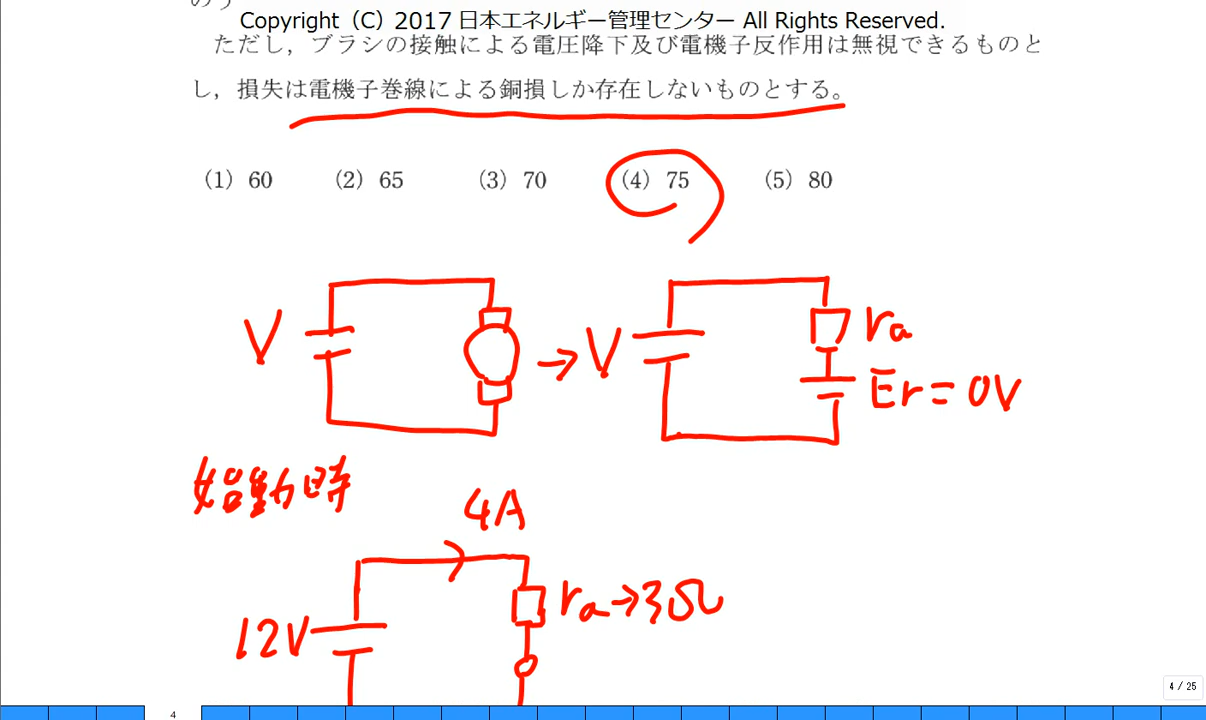 Copyright（C）2017 日本エネルギー管理センター All Rights Reserved.
ただし，ブラシの接触による電圧降下及び電機子反作用は無視できるものと
し，損失は電機子巻線による銅損しか存在しないものとする。
（1）60 （2）65 （3）70 （4）75 （5）80
V → V ra
Er=0V
始動時
4A
ra→3Ω
12V
4 / 25
4